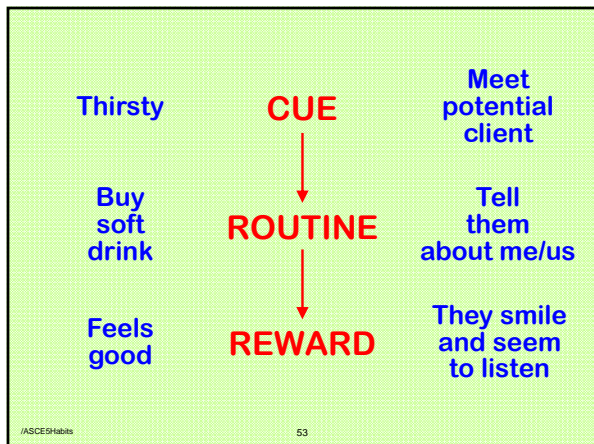 Thirsty
CUE
Meet
potential
client
Buy
soft
drink
ROUTINE
Tell
them
about me/us
Feels
good
REWARD
They smile
and seem
to listen
/ASCE5Habits
53